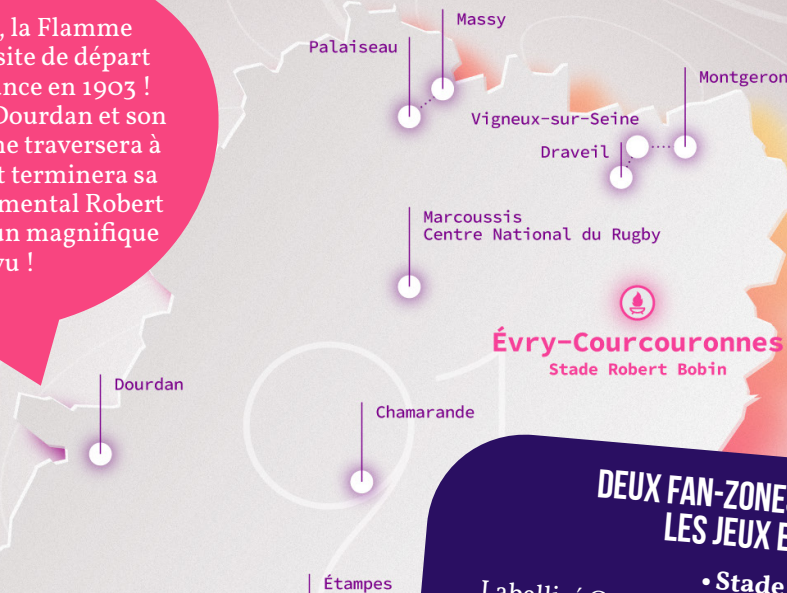 , la Flamme
site de départ
ance en 1903 !
Dourdan et son
ne traversera à
t terminera sa
mental Robert
un magnifique
vu !
Massy
Palaiseau
Montgeron
Vigneux-sur-Seine
Draveil
Marcoussis
Centre National du Rugby
Évry-Courcouronnes
Stade Robert Bobin
Dourdan
Chamarande
Étampes
91
DEUX FAN-ZONES
LES JEUX E
• Stade